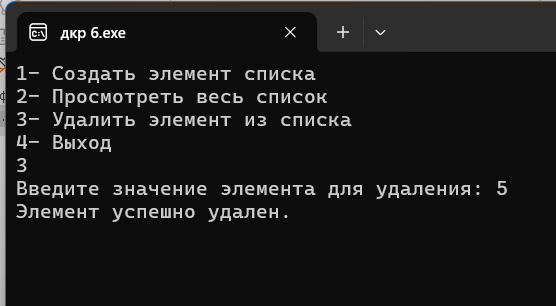 дкр 6.exe
1- Создать элемент списка
2- Просмотреть весь список
3- Удалить элемент из списка
4- Выход
3
Введите значение элемента для удаления: 5
Элемент успешно удален.